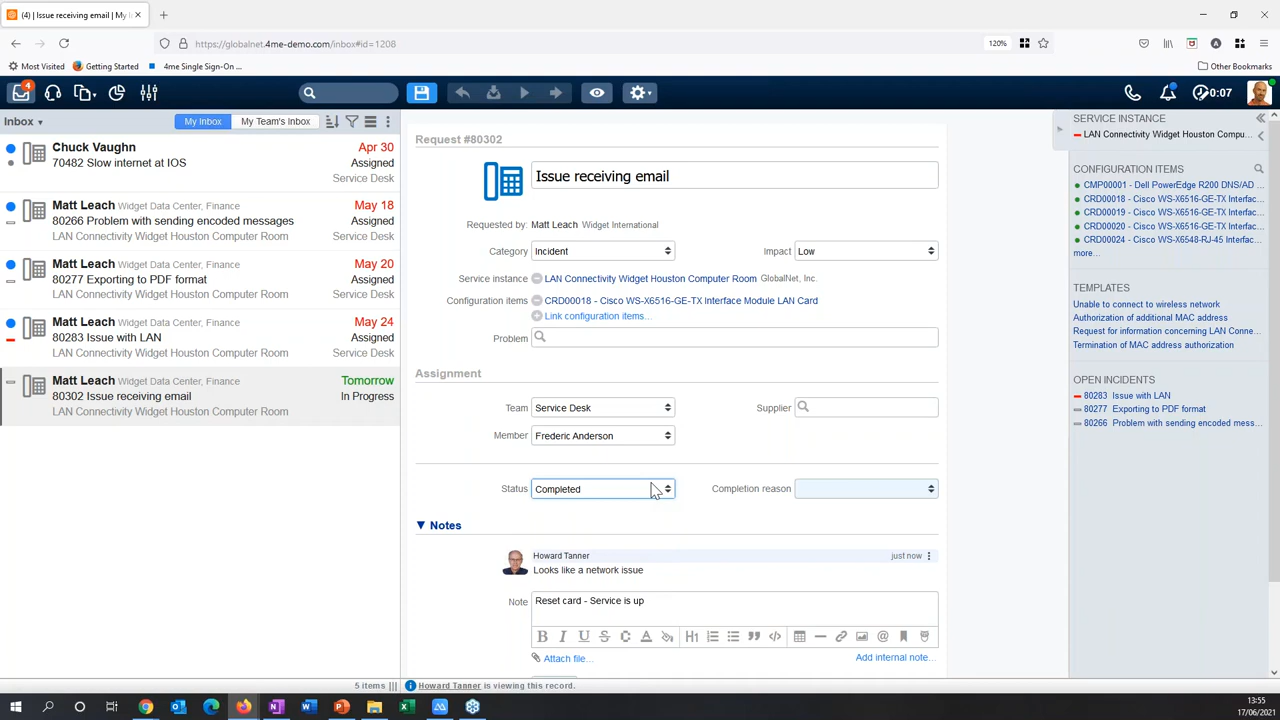 (4) | Issue receiving email | My I
https://globalnet.4me-demo.com/inbox#id=1208
120%
Most Visited
Getting Started
4me Single Sign-On ...
Other Bookmarks
4
0:07
Inbox
My Inbox
My Team's Inbox
Chuck Vaughn
Apr 30
70482 Slow internet at IOS
Assigned
Service Desk
Matt Leach Widget Data Center, Finance
May 18
80266 Problem with sending encoded messages
Assigned
LAN Connectivity Widget Houston Computer Room
Service Desk
Matt Leach Widget Data Center, Finance
May 20
80277 Exporting to PDF format
Assigned
LAN Connectivity Widget Houston Computer Room
Service Desk
Matt Leach Widget Data Center, Finance
May 24
80283 Issue with LAN
Assigned
LAN Connectivity Widget Houston Computer Room
Service Desk
Matt Leach Widget Data Center, Finance
Tomorrow
80302 Issue receiving email
In Progress
LAN Connectivity Widget Houston Computer Room
5 items
Request #80302
Issue receiving email
Requested by: Matt Leach Widget International
Category Incident
Impact Low
Service instance LAN Connectivity Widget Houston Computer Room GlobalNet, Inc.
Configuration items CRD00018 - Cisco WS-X6516-GE-TX Interface Module LAN Card
Link configuration items...
Problem
Assignment
Team Service Desk
Supplier
Member Frederic Anderson
Status Completed
Completion reason
Notes
Howard Tanner
just now
Looks like a network issue
Note Reset card - Service is up
B I U S C A H1
Attach file...
Add internal note...
Howard Tanner is viewing this record.
SERVICE INSTANCE
LAN Connectivity Widget Houston Compu...
CONFIGURATION ITEMS
CMP00001 - Dell PowerEdge R200 DNS/AD ...
CRD00018 - Cisco WS-X6516-GE-TX Interfac...
CRD00019 - Cisco WS-X6516-GE-TX Interfac...
CRD00020 - Cisco WS-X6516-GE-TX Interfac...
CRD00024 - Cisco WS-X6548-RJ-45 Interfac...
more...
TEMPLATES
Unable to connect to wireless network
Authorization of additional MAC address
Request for information concerning LAN Conne...
Termination of MAC address authorization
OPEN INCIDENTS
80283 Issue with LAN
80277 Exporting to PDF format
80266 Problem with sending encoded mess...
13:55
17/06/2021